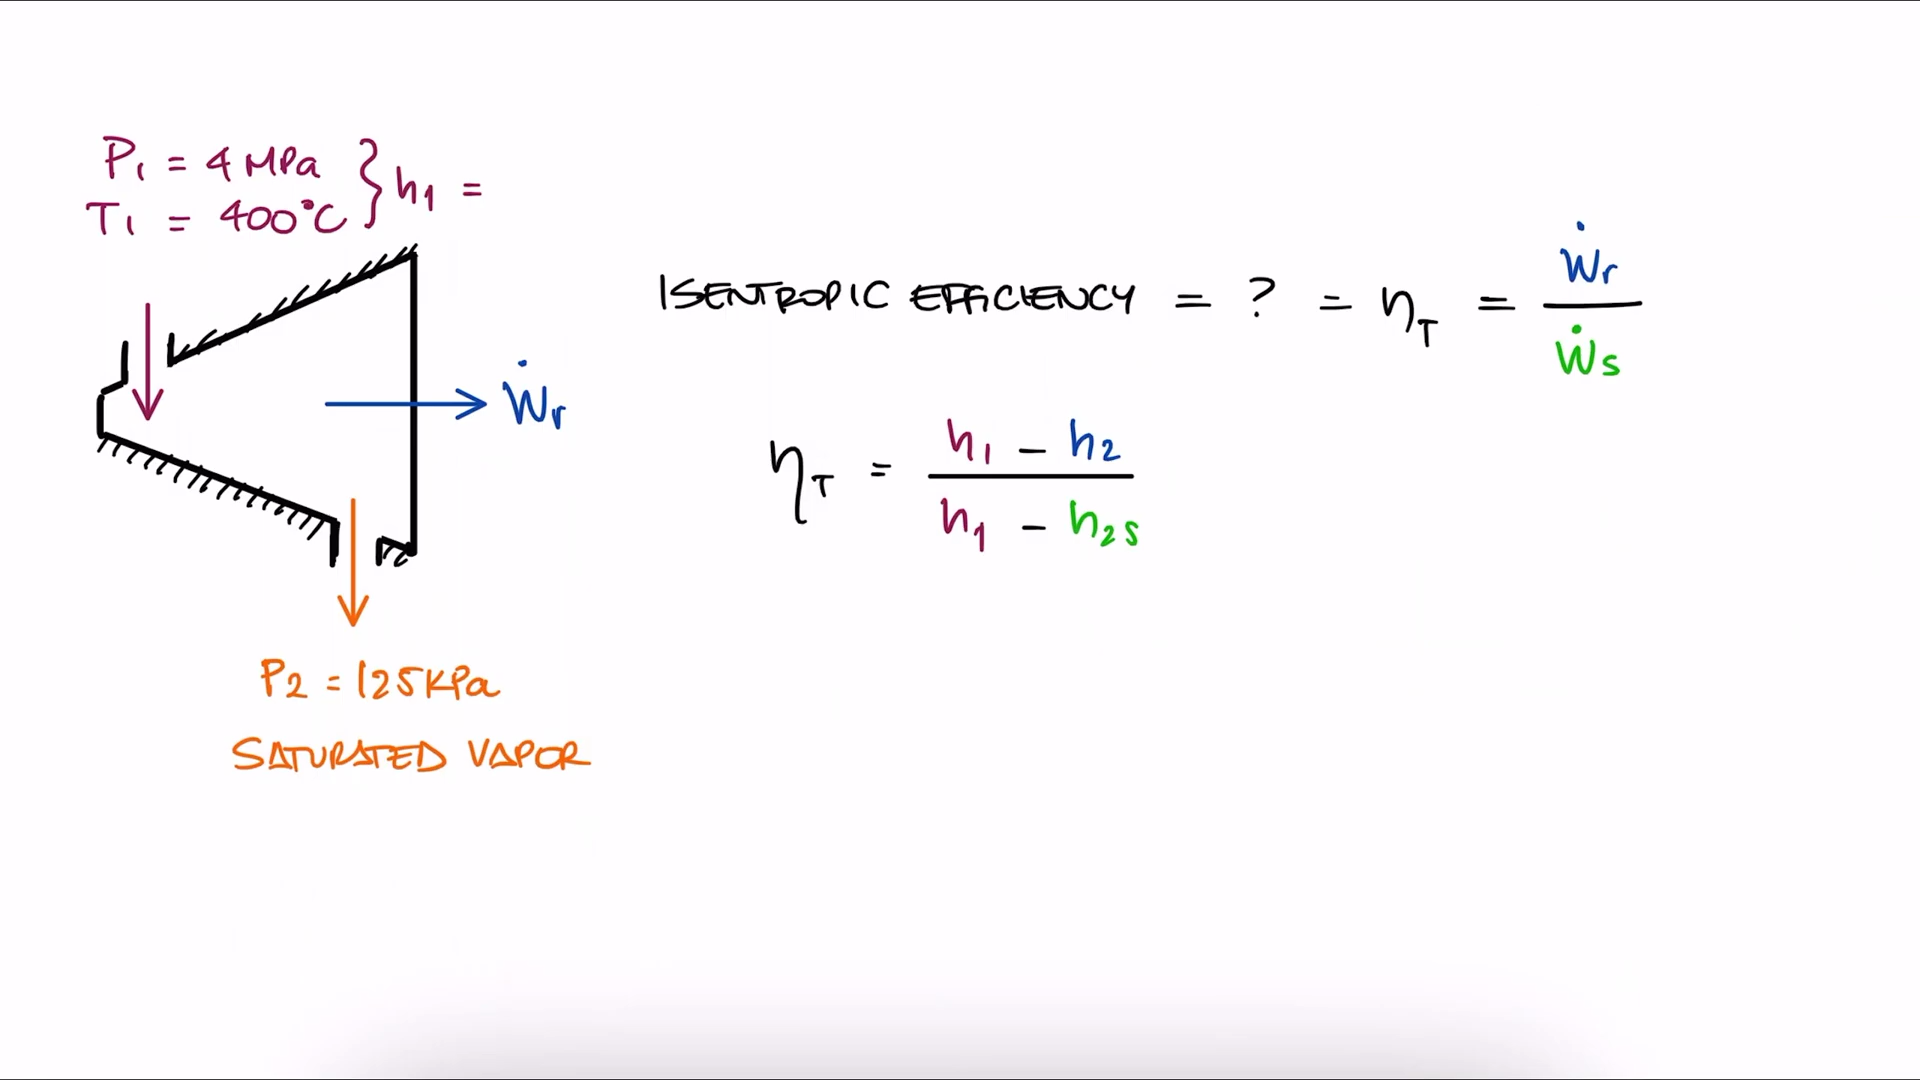 P1 = 4 MPa
T1 = 400°C
} h1 =
ISENTROPIC EFFICIENCY = ? = ηT = Ẇr / Ẇs
Ẇr
ηT = h1 - h2 / h1 - h2s
P2 = 125 kPa
SATURATED VAPOR